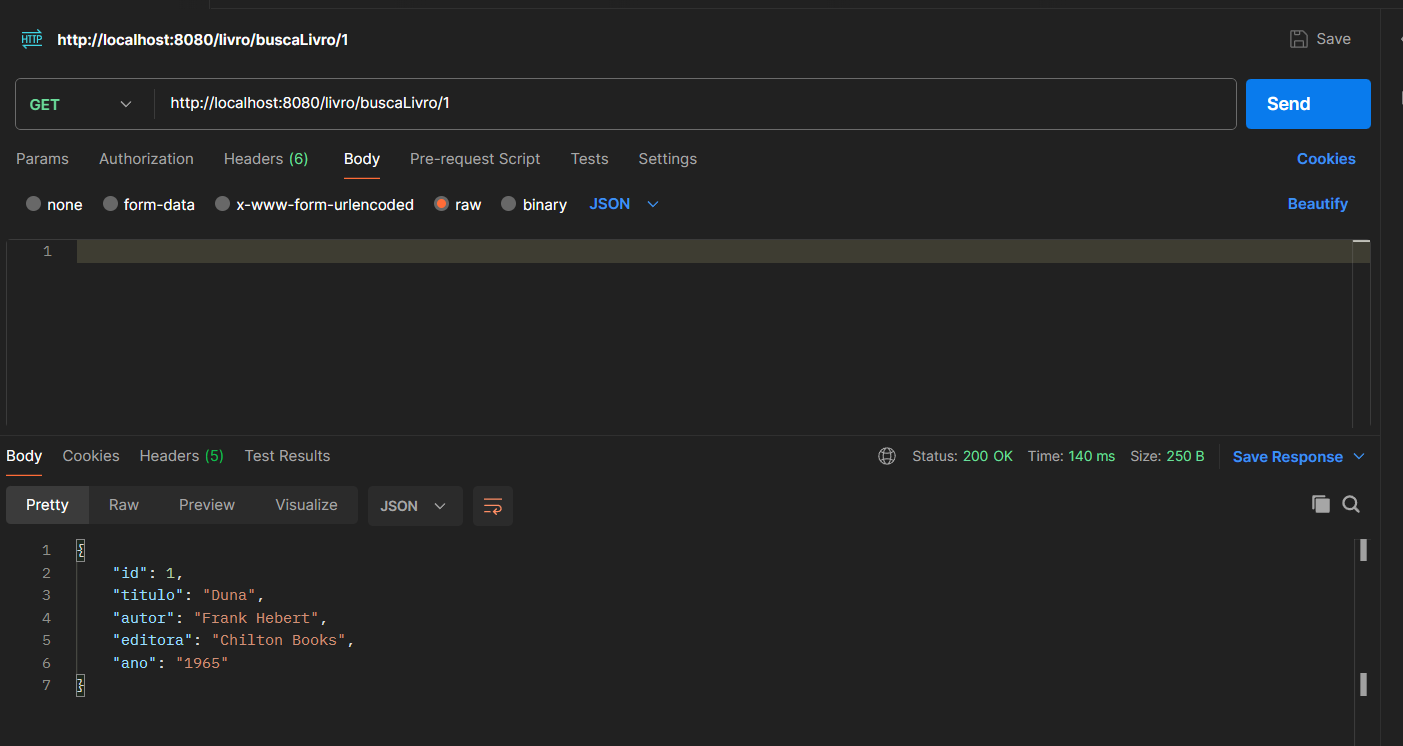 HTTP http://localhost:8080/livro/buscaLivro/1 Save
GET http://localhost:8080/livro/buscaLivro/1 Send
Params Authorization Headers (6) Body Pre-request Script Tests Settings Cookies
none form-data x-www-form-urlencoded raw binary JSON Beautify
1
Body Cookies Headers (5) Test Results Status: 200 OK Time: 140 ms Size: 250 B Save Response
Pretty Raw Preview Visualize JSON
1 {
2 "id": 1,
3 "titulo": "Duna",
4 "autor": "Frank Hebert",
5 "editora": "Chilton Books",
6 "ano": "1965"
7 }